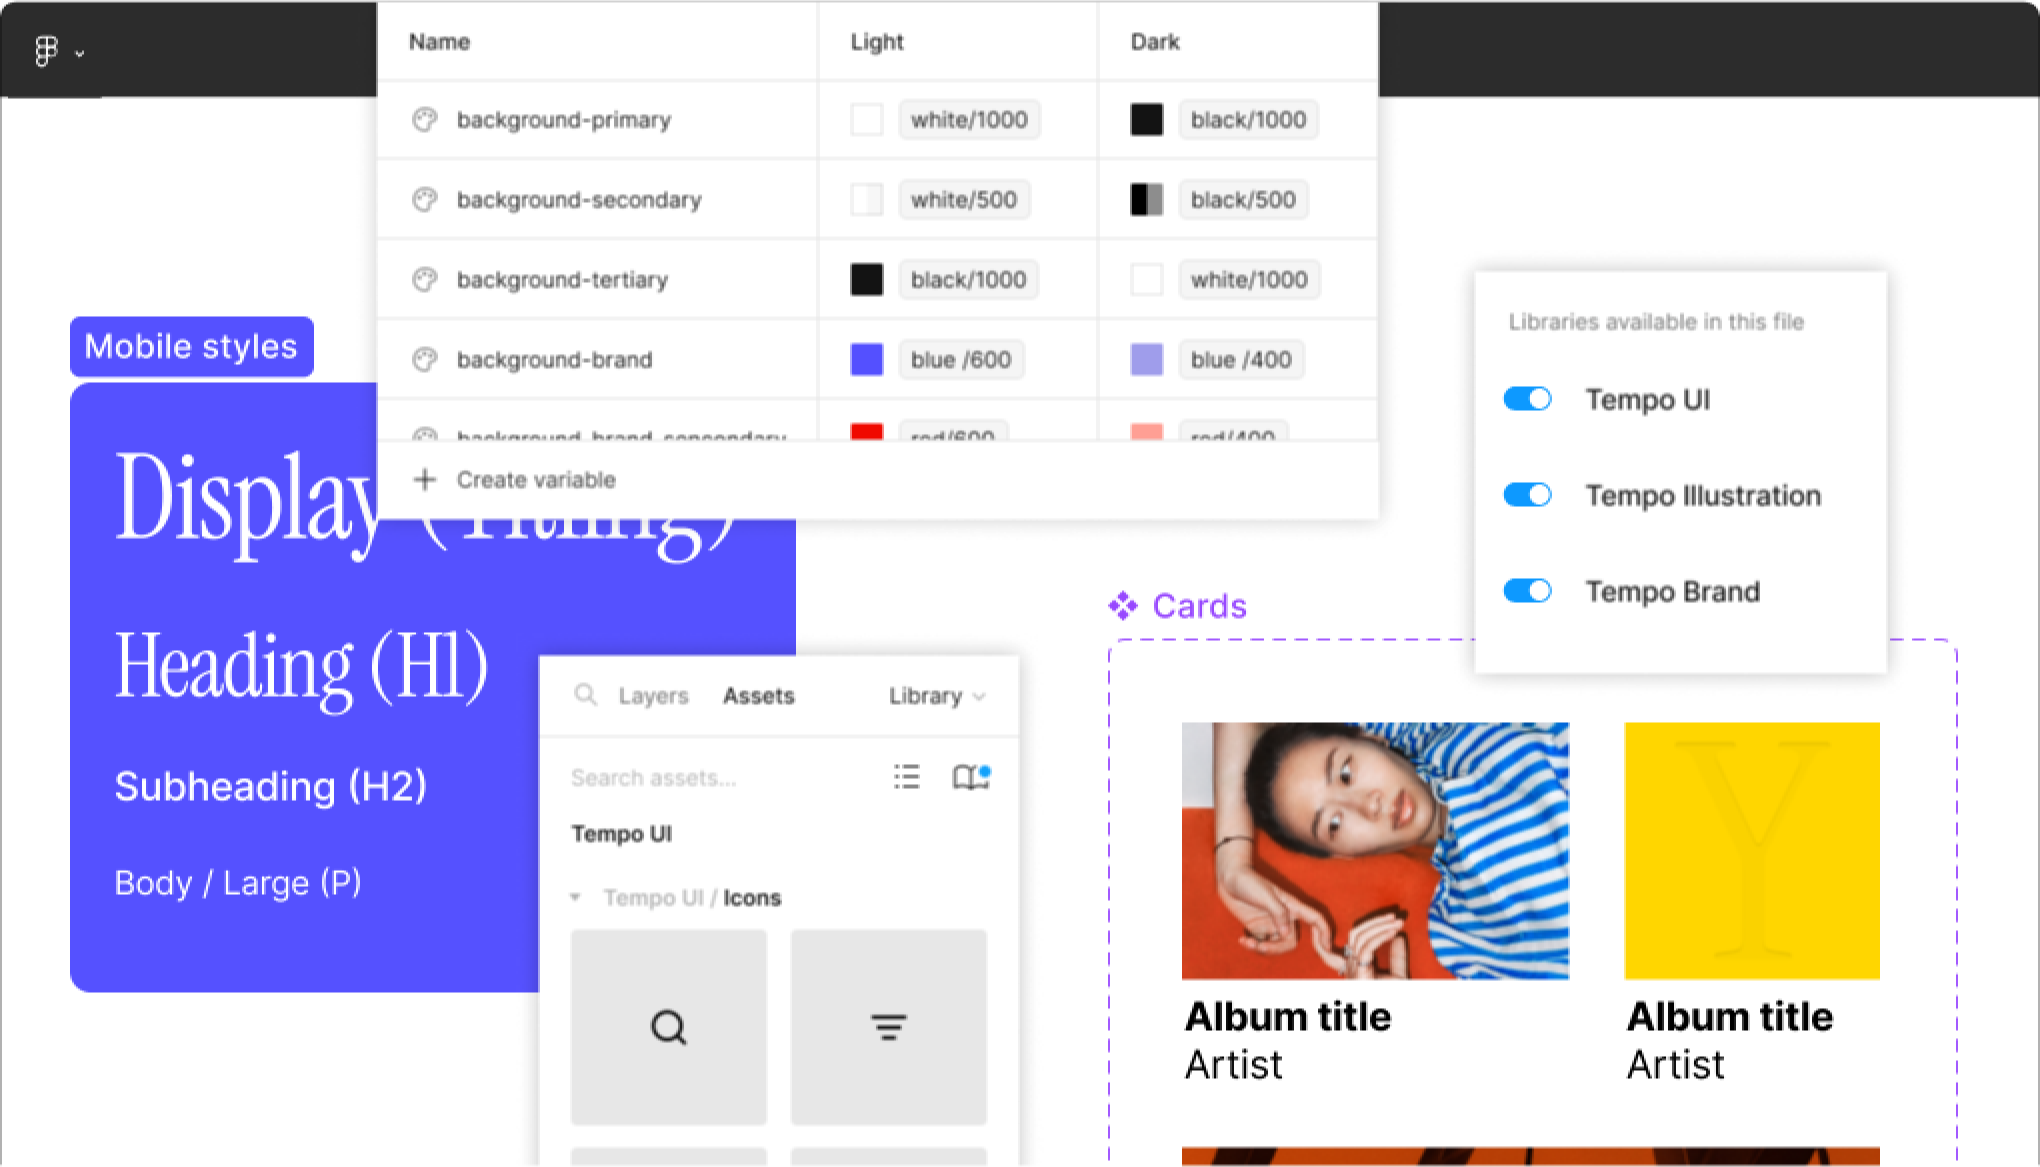 Name Light Dark
background-primary white/1000 black/1000
background-secondary white/500 black/500
background-tertiary black/1000 white/1000
background-brand blue /600 blue /400
background-brand-sencondary red/600 red/400
Create variable
Mobile styles
Display (Titling)
Heading (H1)
Subheading (H2)
Body / Large (P)
Layers Assets Library
Search assets...
Tempo UI
Tempo UI / Icons
Libraries available in this file
Tempo UI
Tempo Illustration
Tempo Brand
Cards
Y
Album title
Artist
Album title
Artist